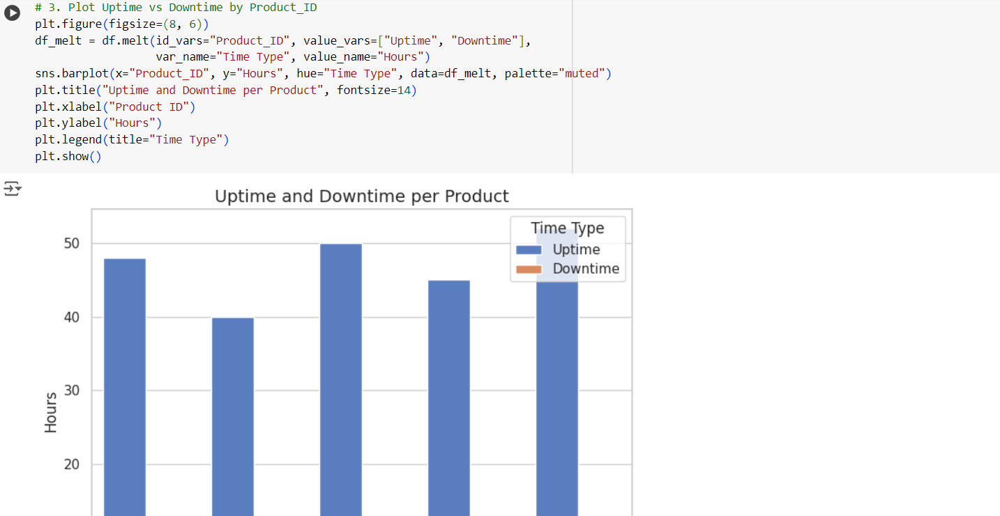 # 3. Plot Uptime vs Downtime by Product_ID
plt.figure(figsize=(8, 6))
df_melt = df.melt(id_vars="Product_ID", value_vars=["Uptime", "Downtime"],
var_name="Time Type", value_name="Hours")
sns.barplot(x="Product_ID", y="Hours", hue="Time Type", data=df_melt, palette="muted")
plt.title("Uptime and Downtime per Product", fontsize=14)
plt.xlabel("Product ID")
plt.ylabel("Hours")
plt.legend(title="Time Type")
plt.show()
Uptime and Downtime per Product
Time Type
Uptime
Downtime
50
40
30
20
Hours